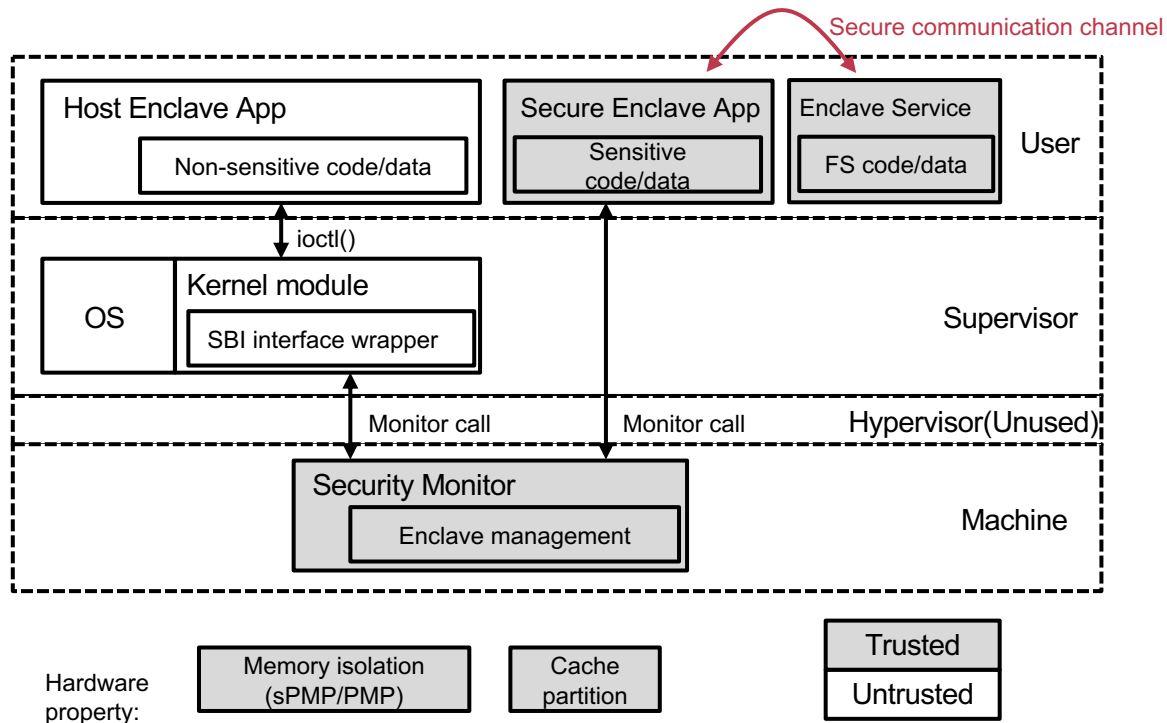 Secure communication channel
Host Enclave App
Non-sensitive code/data
Secure Enclave App
Sensitive
code/data
Enclave Service
FS code/data
User
ioctl()
OS
Kernel module
SBI interface wrapper
Supervisor
Monitor call
Monitor call
Hypervisor(Unused)
Security Monitor
Enclave management
Machine
Hardware
property:
Memory isolation
(sPMP/PMP)
Cache
partition
Trusted
Untrusted